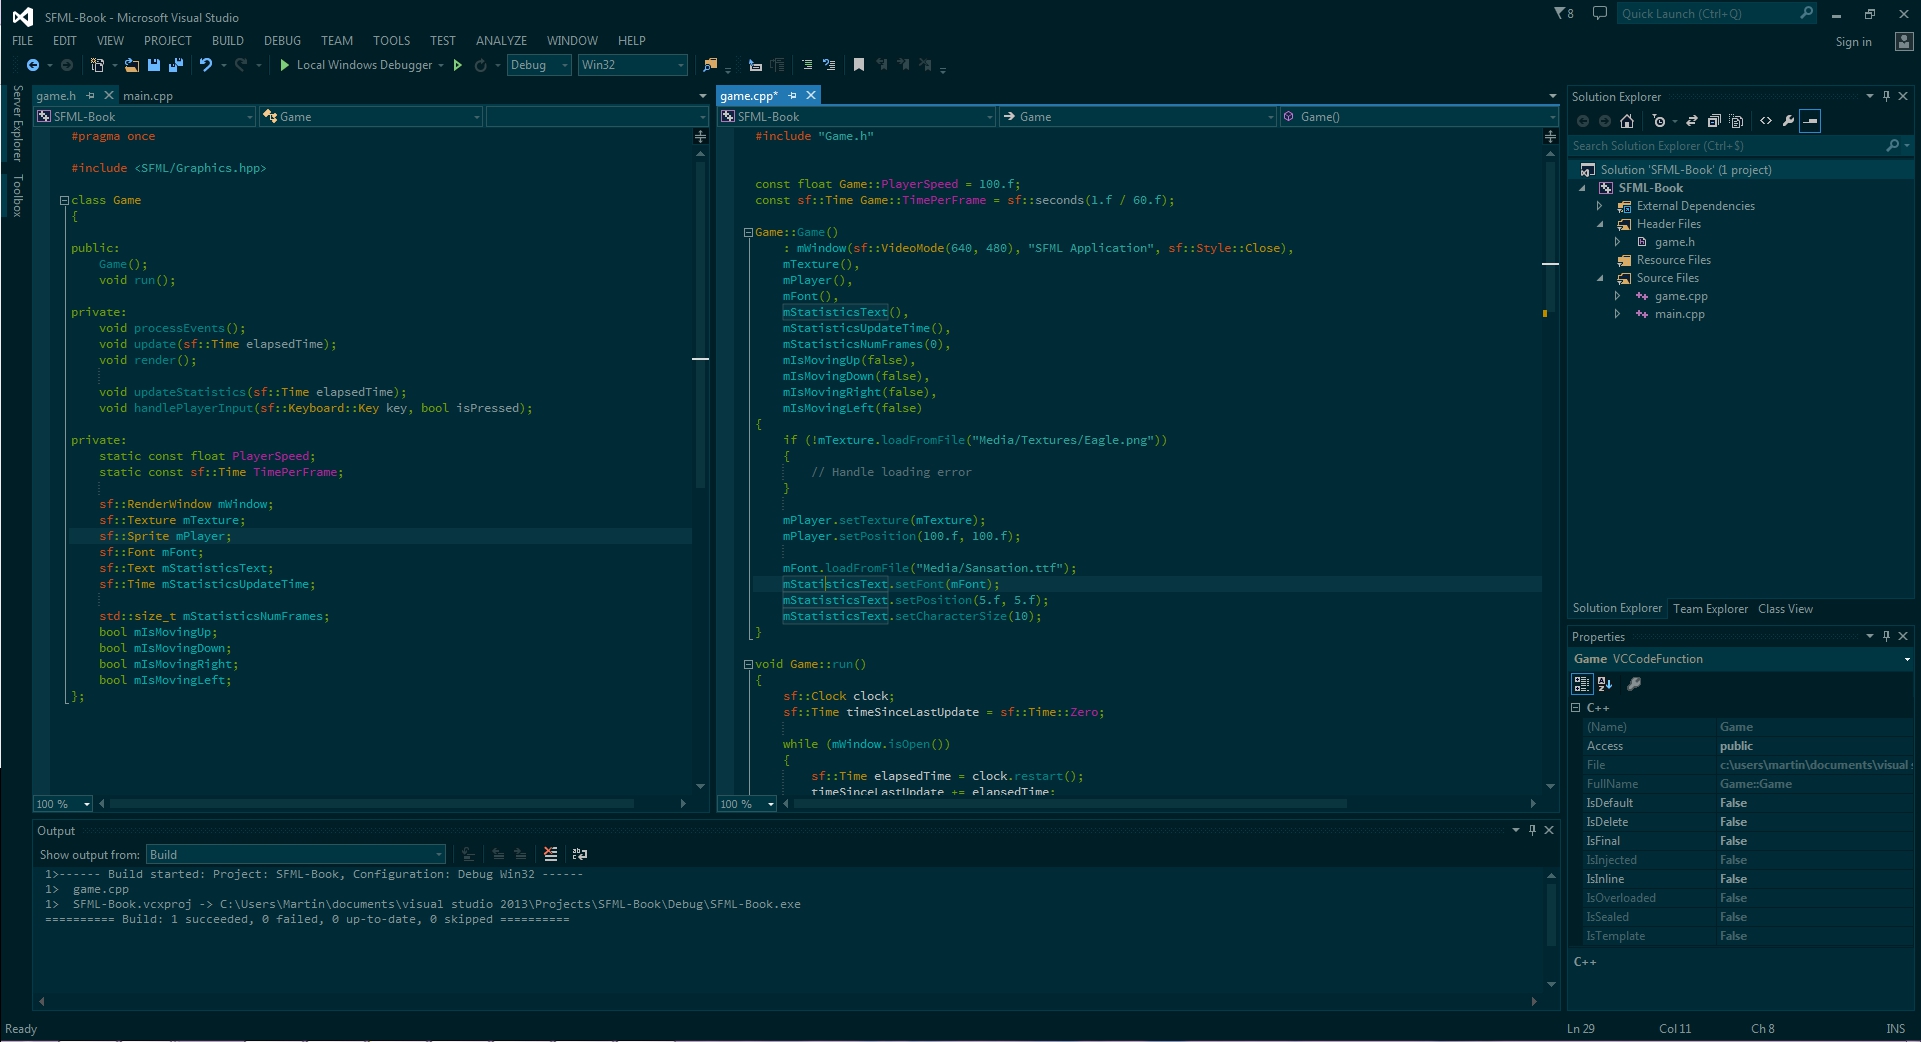 SFML-Book - Microsoft Visual Studio
8
Quick Launch (Ctrl+Q)
FILE EDIT VIEW PROJECT BUILD DEBUG TEAM TOOLS TEST ANALYZE WINDOW HELP
Sign in
Local Windows Debugger
Debug
Win32
Server Explorer
Toolbox
game.h
main.cpp
SFML-Book
Game
#pragma once
#include <SFML/Graphics.hpp>
class Game
{
public:
Game();
void run();
private:
void processEvents();
void update(sf::Time elapsedTime);
void render();
void updateStatistics(sf::Time elapsedTime);
void handlePlayerInput(sf::Keyboard::Key key, bool isPressed);
private:
static const float PlayerSpeed;
static const sf::Time TimePerFrame;
sf::RenderWindow mWindow;
sf::Texture mTexture;
sf::Sprite mPlayer;
sf::Font mFont;
sf::Text mStatisticsText;
sf::Time mStatisticsUpdateTime;
std::size_t mStatisticsNumFrames;
bool mIsMovingUp;
bool mIsMovingDown;
bool mIsMovingRight;
bool mIsMovingLeft;
};
100 %
game.cpp*
SFML-Book
Game
Game()
#include "Game.h"
const float Game::PlayerSpeed = 100.f;
const sf::Time Game::TimePerFrame = sf::seconds(1.f / 60.f);
Game::Game()
: mWindow(sf::VideoMode(640, 480), "SFML Application", sf::Style::Close),
mTexture(),
mPlayer(),
mFont(),
mStatisticsText(),
mStatisticsUpdateTime(),
mStatisticsNumFrames(0),
mIsMovingUp(false),
mIsMovingDown(false),
mIsMovingRight(false),
mIsMovingLeft(false)
{
if (!mTexture.loadFromFile("Media/Textures/Eagle.png"))
{
// Handle loading error
}
mPlayer.setTexture(mTexture);
mPlayer.setPosition(100.f, 100.f);
mFont.loadFromFile("Media/Sansation.ttf");
mStatisticsText.setFont(mFont);
mStatisticsText.setPosition(5.f, 5.f);
mStatisticsText.setCharacterSize(10);
}
void Game::run()
{
sf::Clock clock;
sf::Time timeSinceLastUpdate = sf::Time::Zero;
while (mWindow.isOpen())
{
sf::Time elapsedTime = clock.restart();
timeSinceLastUpdate += elapsedTime;
100 %
Solution Explorer
Search Solution Explorer (Ctrl+$)
Solution 'SFML-Book' (1 project)
SFML-Book
External Dependencies
Header Files
game.h
Resource Files
Source Files
game.cpp
main.cpp
Solution Explorer Team Explorer Class View
Properties
Game VCCodeFunction
C++
(Name) Game
Access public
File c:\users\martin\documents\visual s
FullName Game::Game
IsDefault False
IsDelete False
IsFinal False
IsInjected False
IsInline False
IsOverloaded False
IsSealed False
IsTemplate False
C++
Output
Show output from: Build
1>------ Build started: Project: SFML-Book, Configuration: Debug Win32 ------
1> game.cpp
1> SFML-Book.vcxproj -> C:\Users\Martin\documents\visual studio 2013\Projects\SFML-Book\Debug\SFML-Book.exe
========== Build: 1 succeeded, 0 failed, 0 up-to-date, 0 skipped ==========
Ready
Ln 29 Col 11 Ch 8 INS